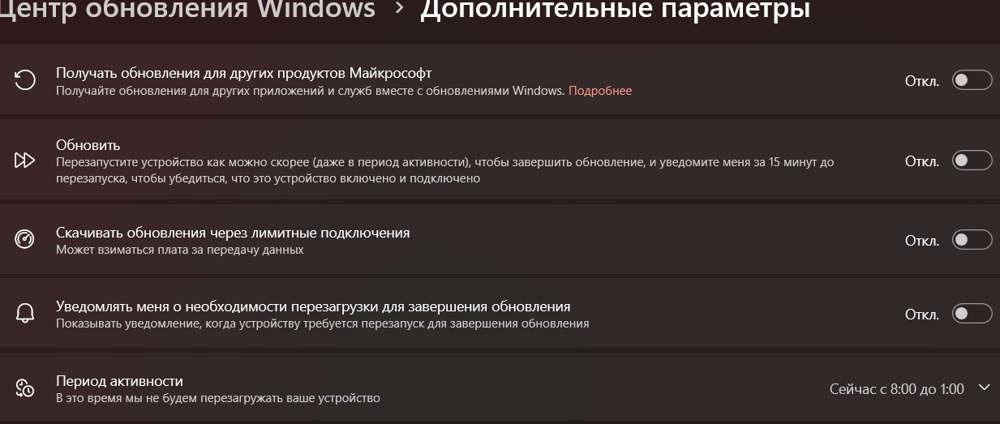 Центр обновления Windows > Дополнительные параметры
Получать обновления для других продуктов Майкрософт
Получайте обновления для других приложений и служб вместе с обновлениями Windows. Подробнее
Откл.
Обновить
Перезапустите устройство как можно скорее (даже в период активности), чтобы завершить обновление, и уведомите меня за 15 минут до
перезапуска, чтобы убедиться, что это устройство включено и подключено
Откл.
Скачивать обновления через лимитные подключения
Может взиматься плата за передачу данных
Откл.
Уведомлять меня о необходимости перезагрузки для завершения обновления
Показывать уведомление, когда устройству требуется перезапуск для завершения обновления
Откл.
Период активности
В это время мы не будем перезагружать ваше устройство
Сейчас с 8:00 до 1:00